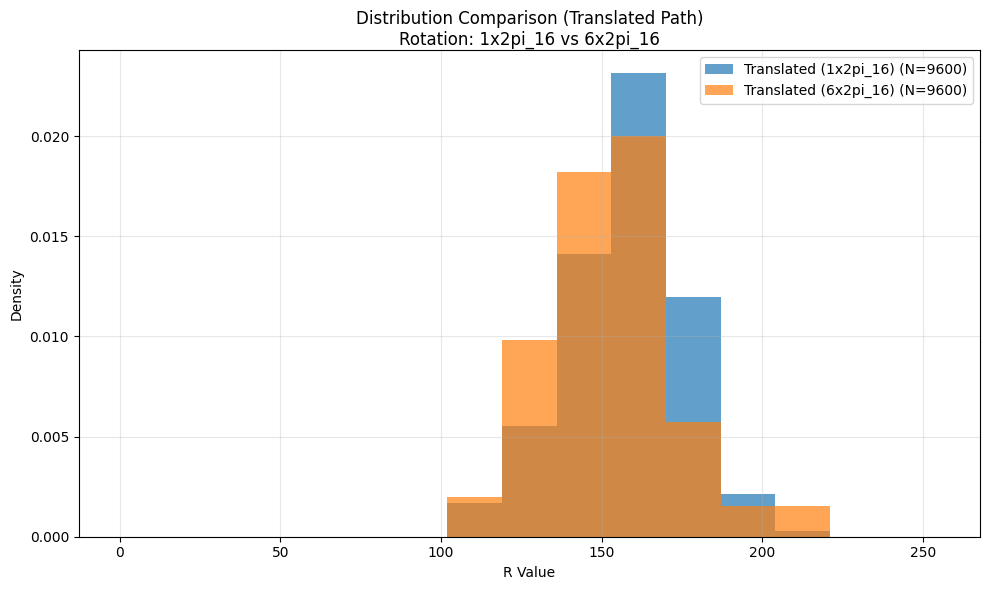 Distribution Comparison (Translated Path)
Rotation: 1x2pi_16 vs 6x2pi_16
Translated (1x2pi_16) (N=9600)
Translated (6x2pi_16) (N=9600)
Density
0.020
0.015
0.010
0.005
0.000
0 50 100 150 200 250
R Value